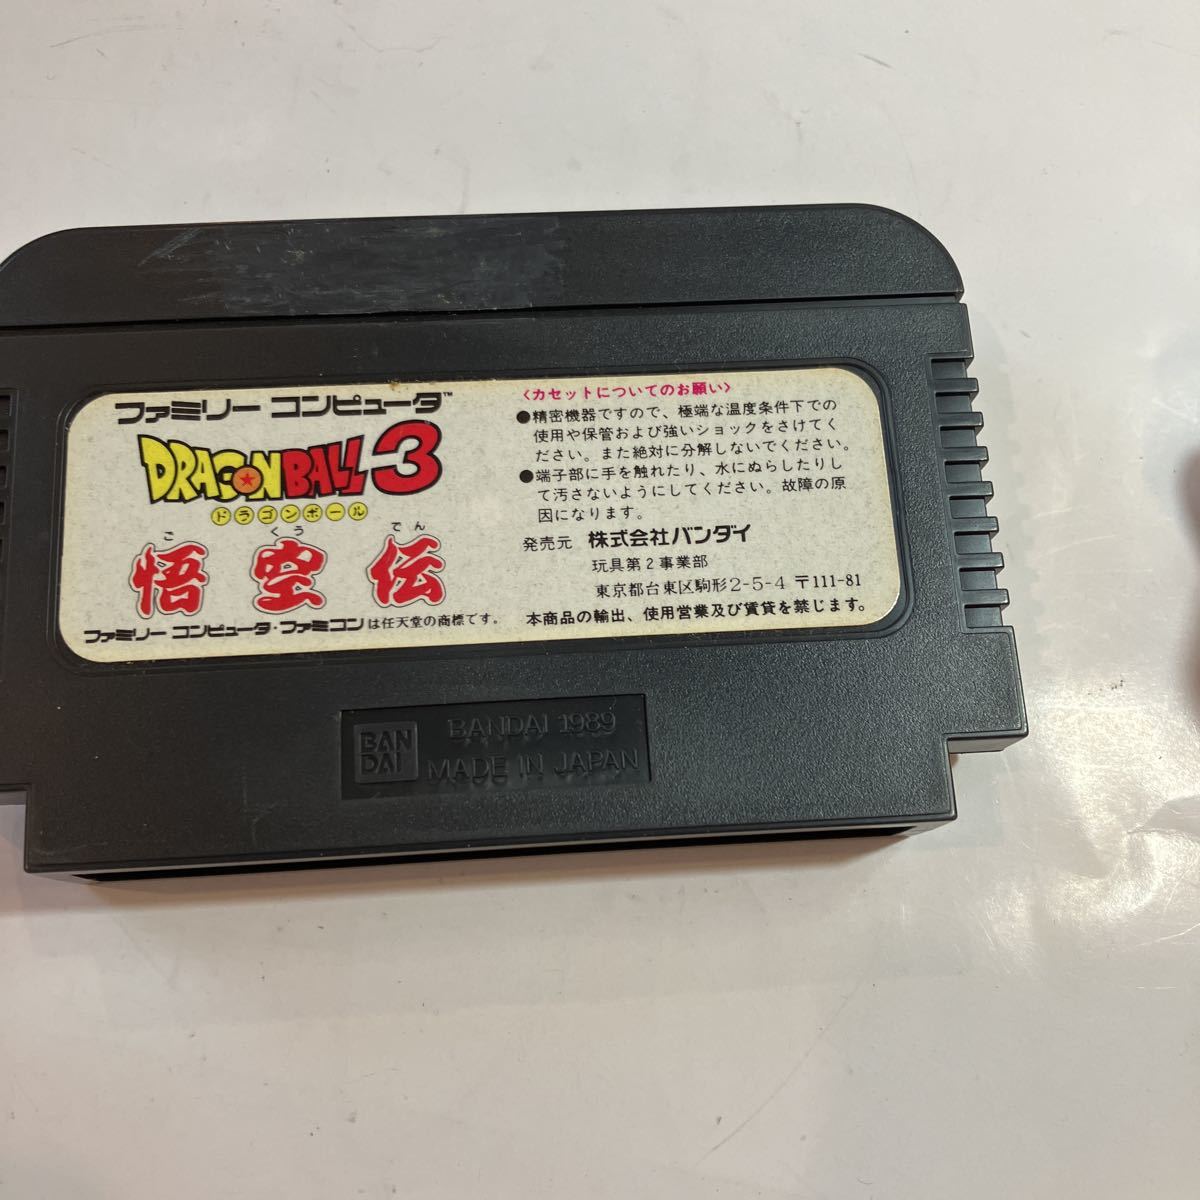 ファミリー コンピュータ™
DRAGON BALL 3
ドラゴンボール
ご くう でん
悟空伝
ファミリー コンピュータ・ファミコンは任天堂の商標です。
〈カセットについてのお願い〉
●精密機器ですので、極端な温度条件下での
使用や保管および強いショックをさけてく
ださい。また絶対に分解しないでください。
●端子部に手を触れたり、水にぬらしたりし
て汚さないようにしてください。故障の原
因になります。
発売元 株式会社バンダイ
玩具第2事業部
東京都台東区駒形2-5-4 〒111-81
本商品の輸出、使用営業及び賃貸を禁じます。
BAN
DAI
BANDAI 1989
MADE IN JAPAN